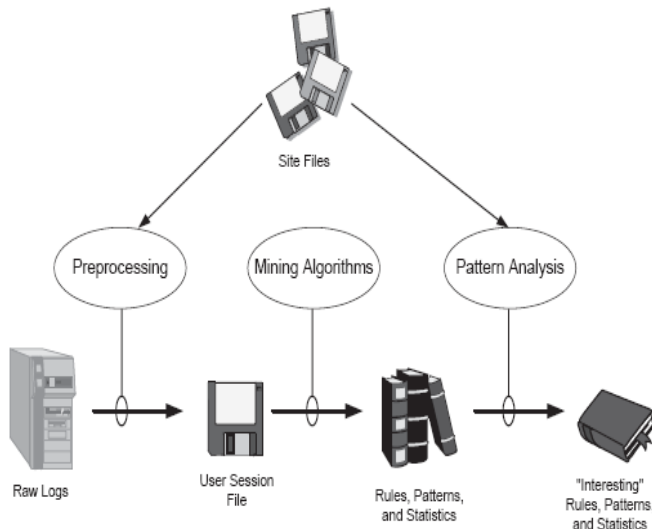 Site Files
Preprocessing
Mining Algorithms
Pattern Analysis
Raw Logs
User Session
File
Rules, Patterns,
and Statistics
"Interesting"
Rules, Patterns,
and Statistics